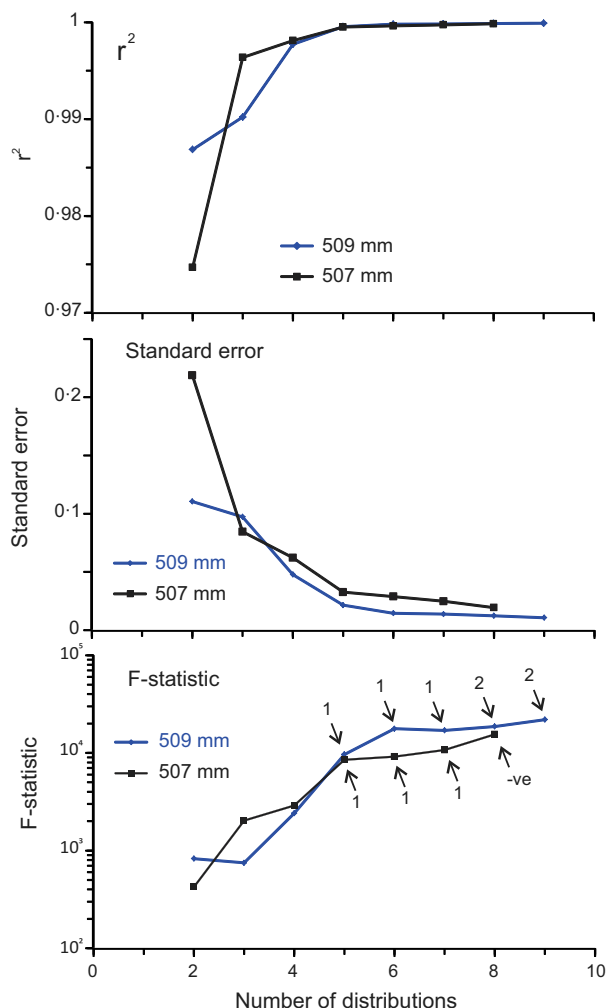 1
r²
0·99
r²
0·98
509 mm
507 mm
0·97
Standard error
0·2
Standard error
0·1
509 mm
507 mm
0
10⁵
F-statistic
1
1
1
2
2
509 mm
507 mm
10⁴
F-statistic
1
1
1
-ve
10³
10²
0
2
4
6
8
10
Number of distributions